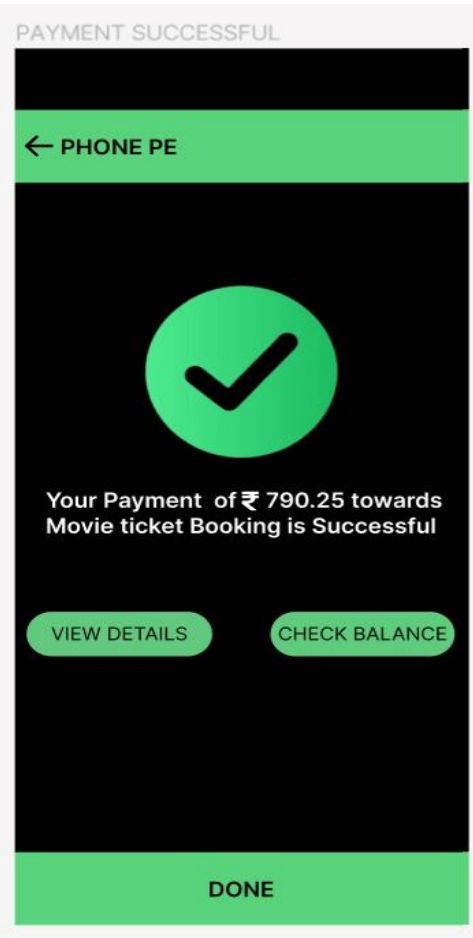 PAYMENT SUCCESSFUL
← PHONE PE
Your Payment of ₹ 790.25 towards
Movie ticket Booking is Successful
VIEW DETAILS
CHECK BALANCE
DONE